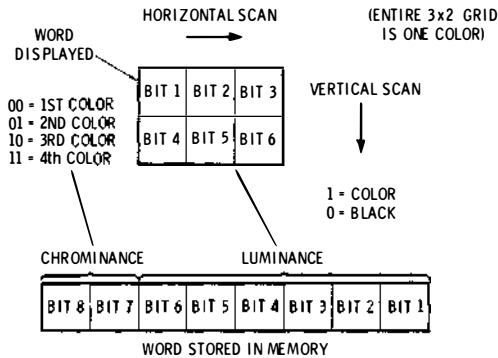 HORIZONTAL SCAN
(ENTIRE 3x2 GRID
IS ONE COLOR)
WORD
DISPLAYED
BIT 1 BIT 2 BIT 3
BIT 4 BIT 5 BIT 6
VERTICAL SCAN
00 = 1ST COLOR
01 = 2ND COLOR
10 = 3RD COLOR
11 = 4th COLOR
1 = COLOR
0 = BLACK
CHROMINANCE
LUMINANCE
BIT 8 BIT 7 BIT 6 BIT 5 BIT 4 BIT 3 BIT 2 BIT 1
WORD STORED IN MEMORY